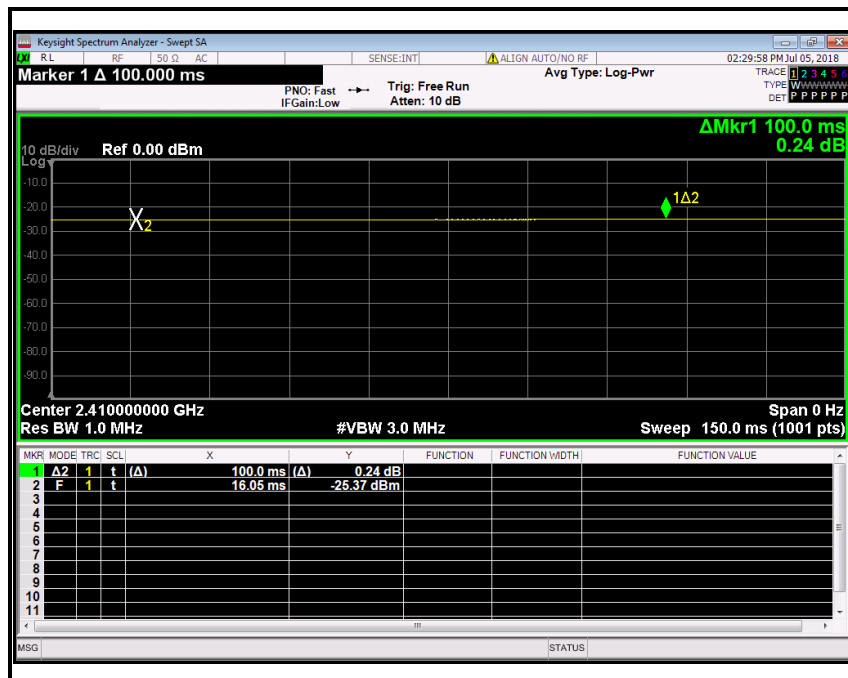 Keysight Spectrum Analyzer - Swept SA
LXI RL RF 50 Ω AC SENSE:INT ALIGN AUTO/NO RF 02:29:58 PM Jul 05, 2018
Marker 1 Δ 100.000 ms
Avg Type: Log-Pwr
TRACE 1 2 3 4 5 6
PNO: Fast Trig: Free Run
TYPE WWWWWW
IFGain:Low Atten: 10 dB
DET P P P P P P
ΔMkr1 100.0 ms
0.24 dB
10 dB/div Ref 0.00 dBm
Log
-10.0
1Δ2
-20.0
X2
-30.0
-40.0
-50.0
-60.0
-70.0
-80.0
-90.0
Center 2.410000000 GHz Span 0 Hz
Res BW 1.0 MHz #VBW 3.0 MHz Sweep 150.0 ms (1001 pts)
MKR MODE TRC SCL X Y FUNCTION FUNCTION WIDTH FUNCTION VALUE
1 Δ2 1 t (Δ) 100.0 ms (Δ) 0.24 dB
2 F 1 t 16.05 ms -25.37 dBm
3
4
5
6
7
8
9
10
11
MSG STATUS